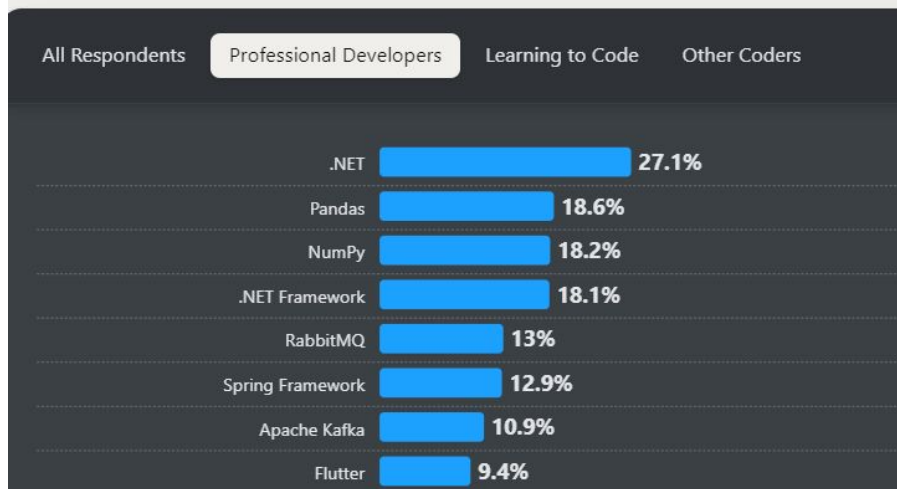 All Respondents Professional Developers Learning to Code Other Coders
.NET 27.1%
Pandas 18.6%
NumPy 18.2%
.NET Framework 18.1%
RabbitMQ 13%
Spring Framework 12.9%
Apache Kafka 10.9%
Flutter 9.4%